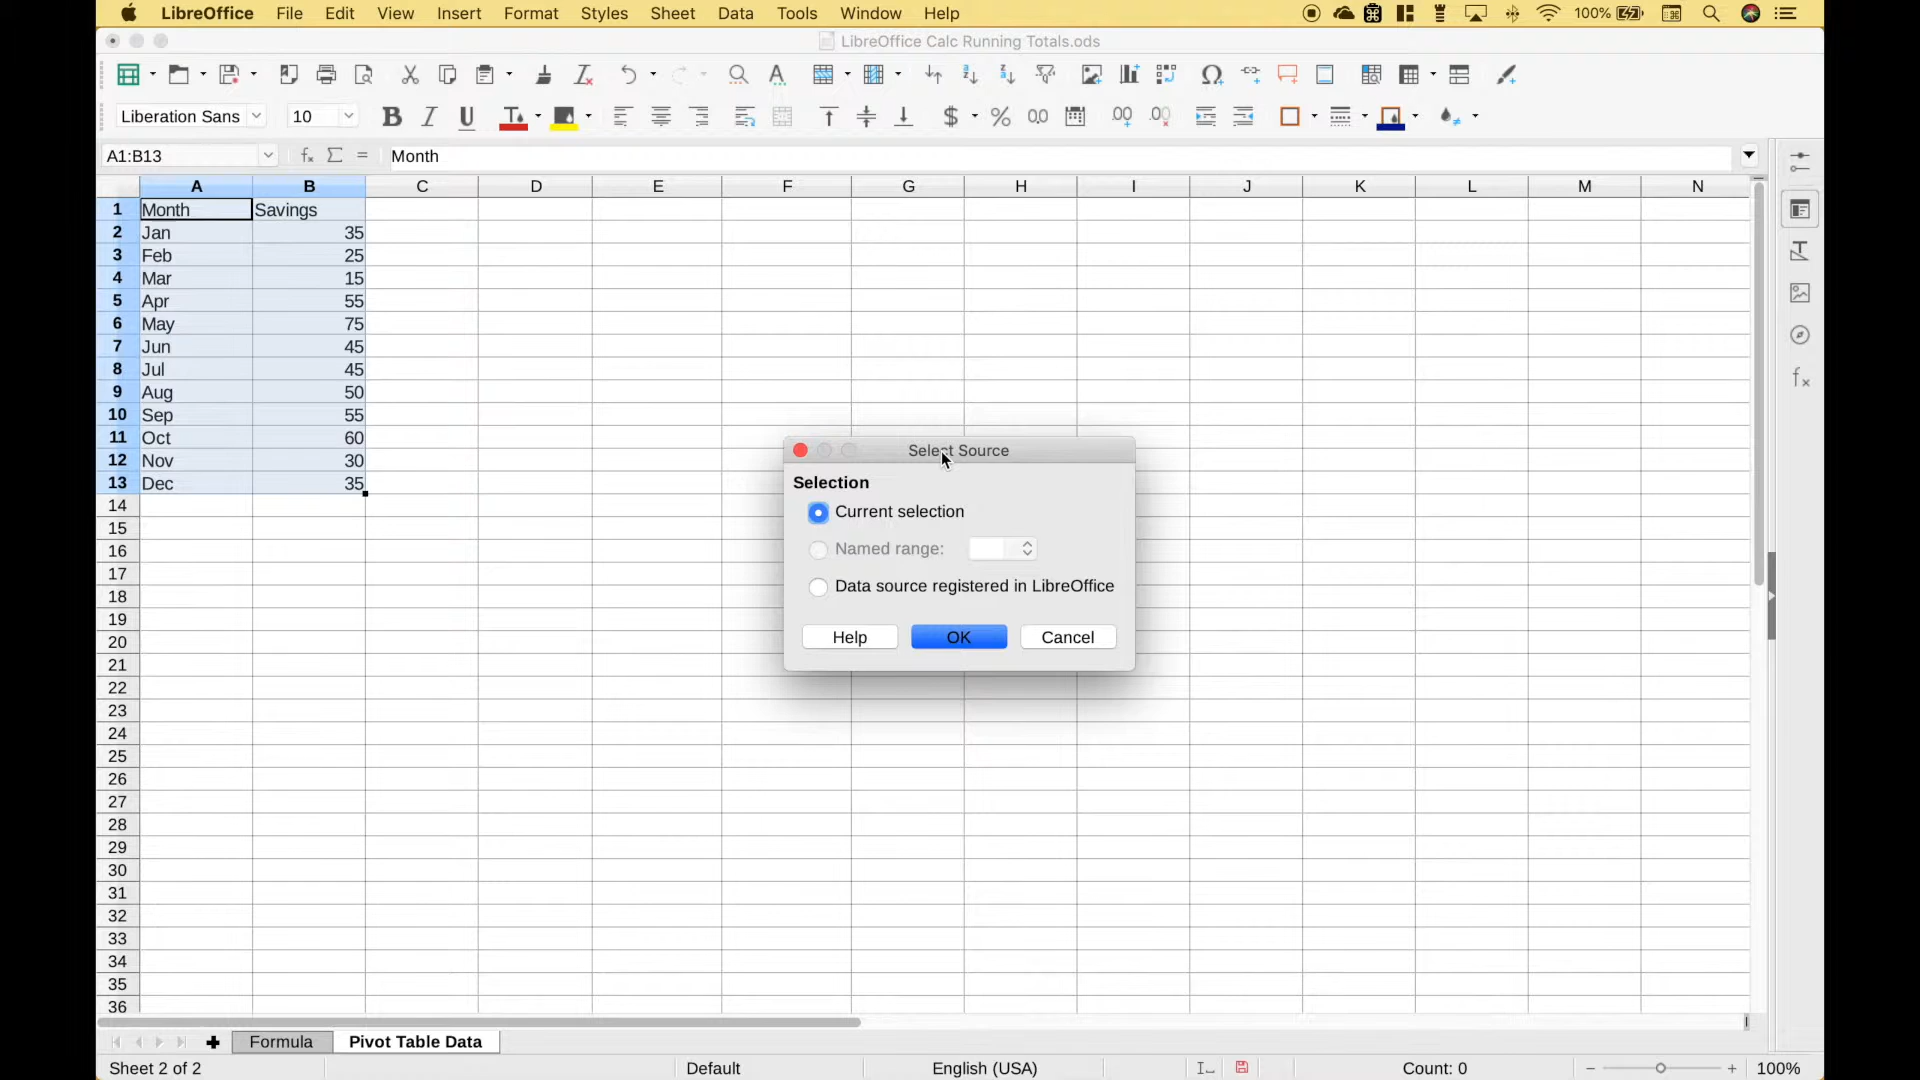 LibreOffice File Edit View Insert Format Styles Sheet Data Tools Window Help 100%
LibreOffice Calc Running Totals.ods
Liberation Sans 10
A1:B13 Month
A B C D E F G H I J K L M N
1 Month Savings
2 Jan 35
3 Feb 25
4 Mar 15
5 Apr 55
6 May 75
7 Jun 45
8 Jul 45
9 Aug 50
10 Sep 55
11 Oct 60
12 Nov 30
13 Dec 35
14
15
16
17
18
19
20
21
22
23
24
25
26
27
28
29
30
31
32
33
34
35
36
Select Source
Selection
Current selection
Named range:
Data source registered in LibreOffice
Help OK Cancel
Formula Pivot Table Data
Sheet 2 of 2 Default English (USA) Count: 0 100%